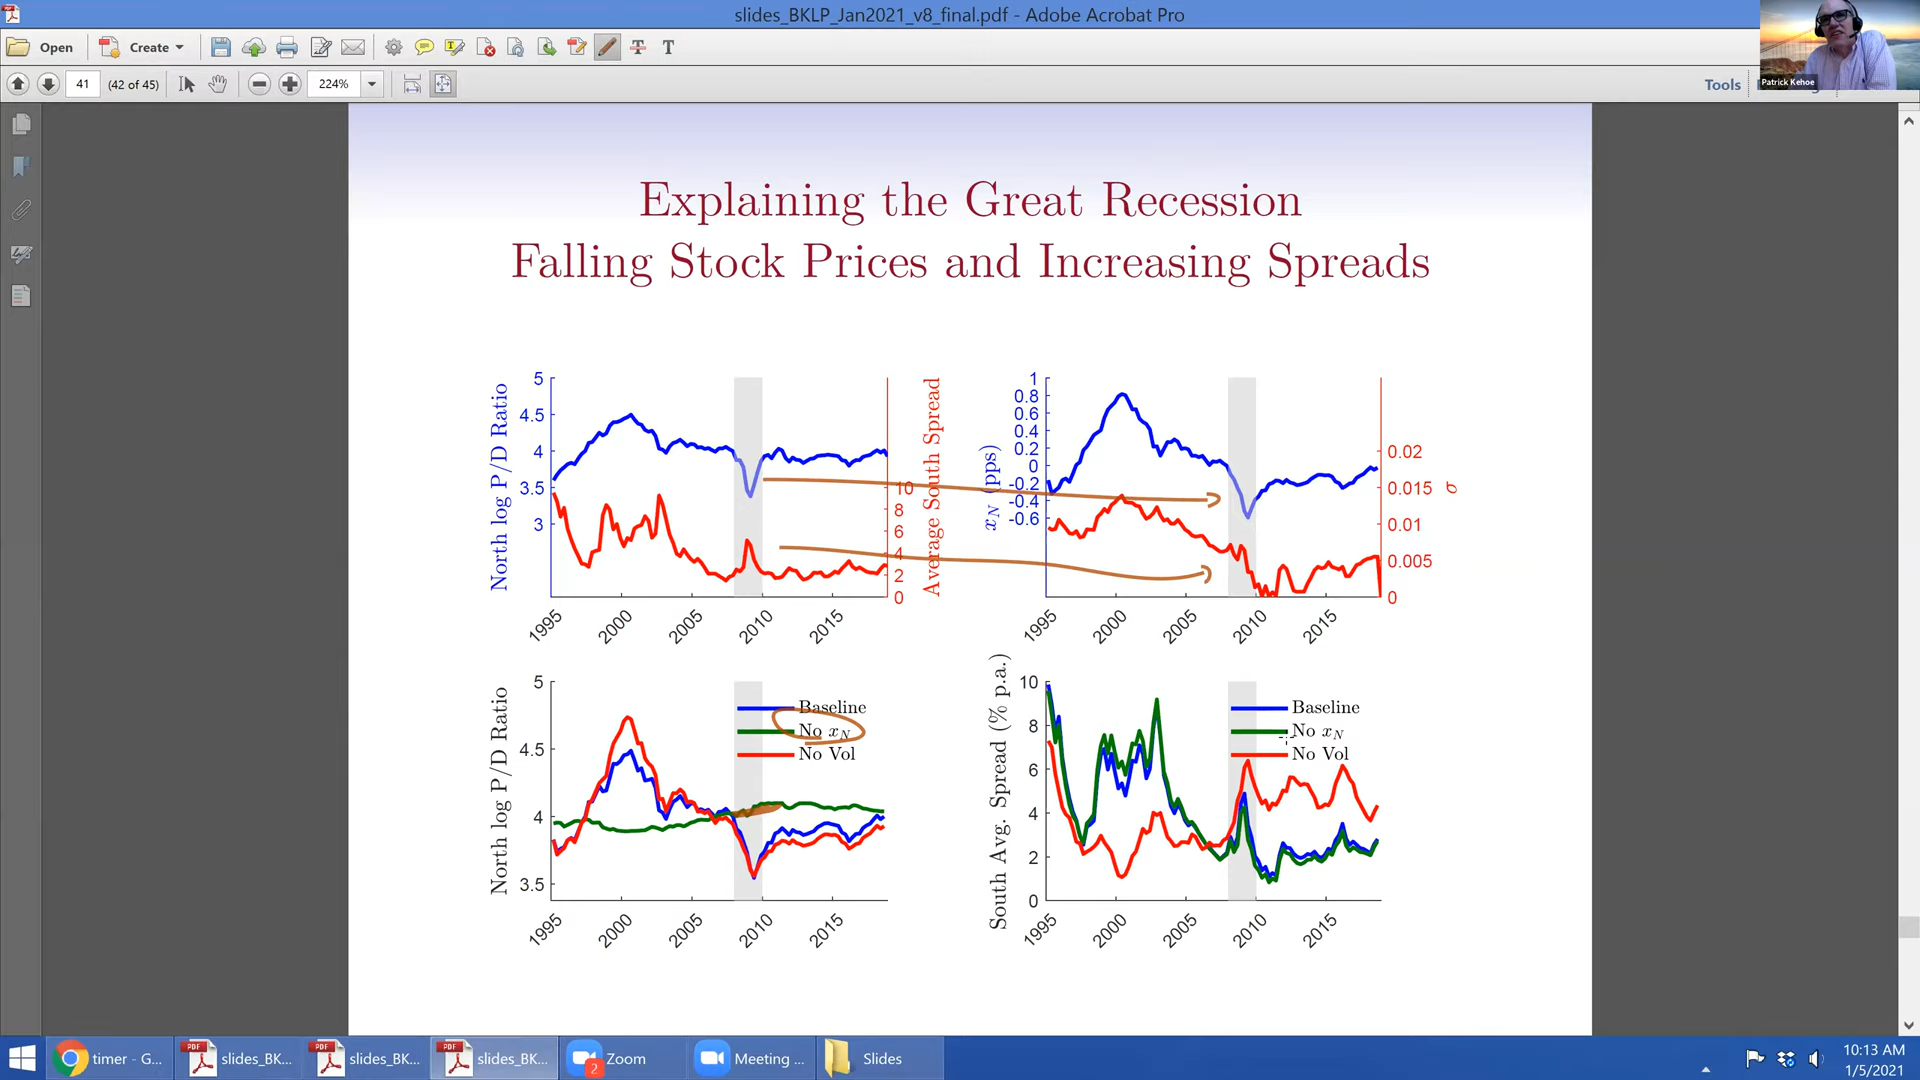 slides_BKLP_Jan2021_v8_final.pdf - Adobe Acrobat Pro
Open
Create
41
(42 of 45)
224%
Tools
Patrick Kehoe
Explaining the Great Recession
Falling Stock Prices and Increasing Spreads
North log P/D Ratio
5
4.5
4
3.5
3
10
8
6
4
2
0
Average South Spread
1995
2000
2005
2010
2015
x_N (pps)
1
0.8
0.6
0.4
0.2
0
-0.2
-0.4
-0.6
0.02
0.015
0.01
0.005
0
σ
1995
2000
2005
2010
2015
North log P/D Ratio
5
4.5
4
3.5
Baseline
No x_N
No Vol
1995
2000
2005
2010
2015
South Avg. Spread (% p.a.)
10
8
6
4
2
0
Baseline
No x_N
No Vol
1995
2000
2005
2010
2015
timer - G...
slides_BK...
slides_BK...
slides_BK...
2
Zoom
Meeting ...
Slides
10:13 AM
1/5/2021